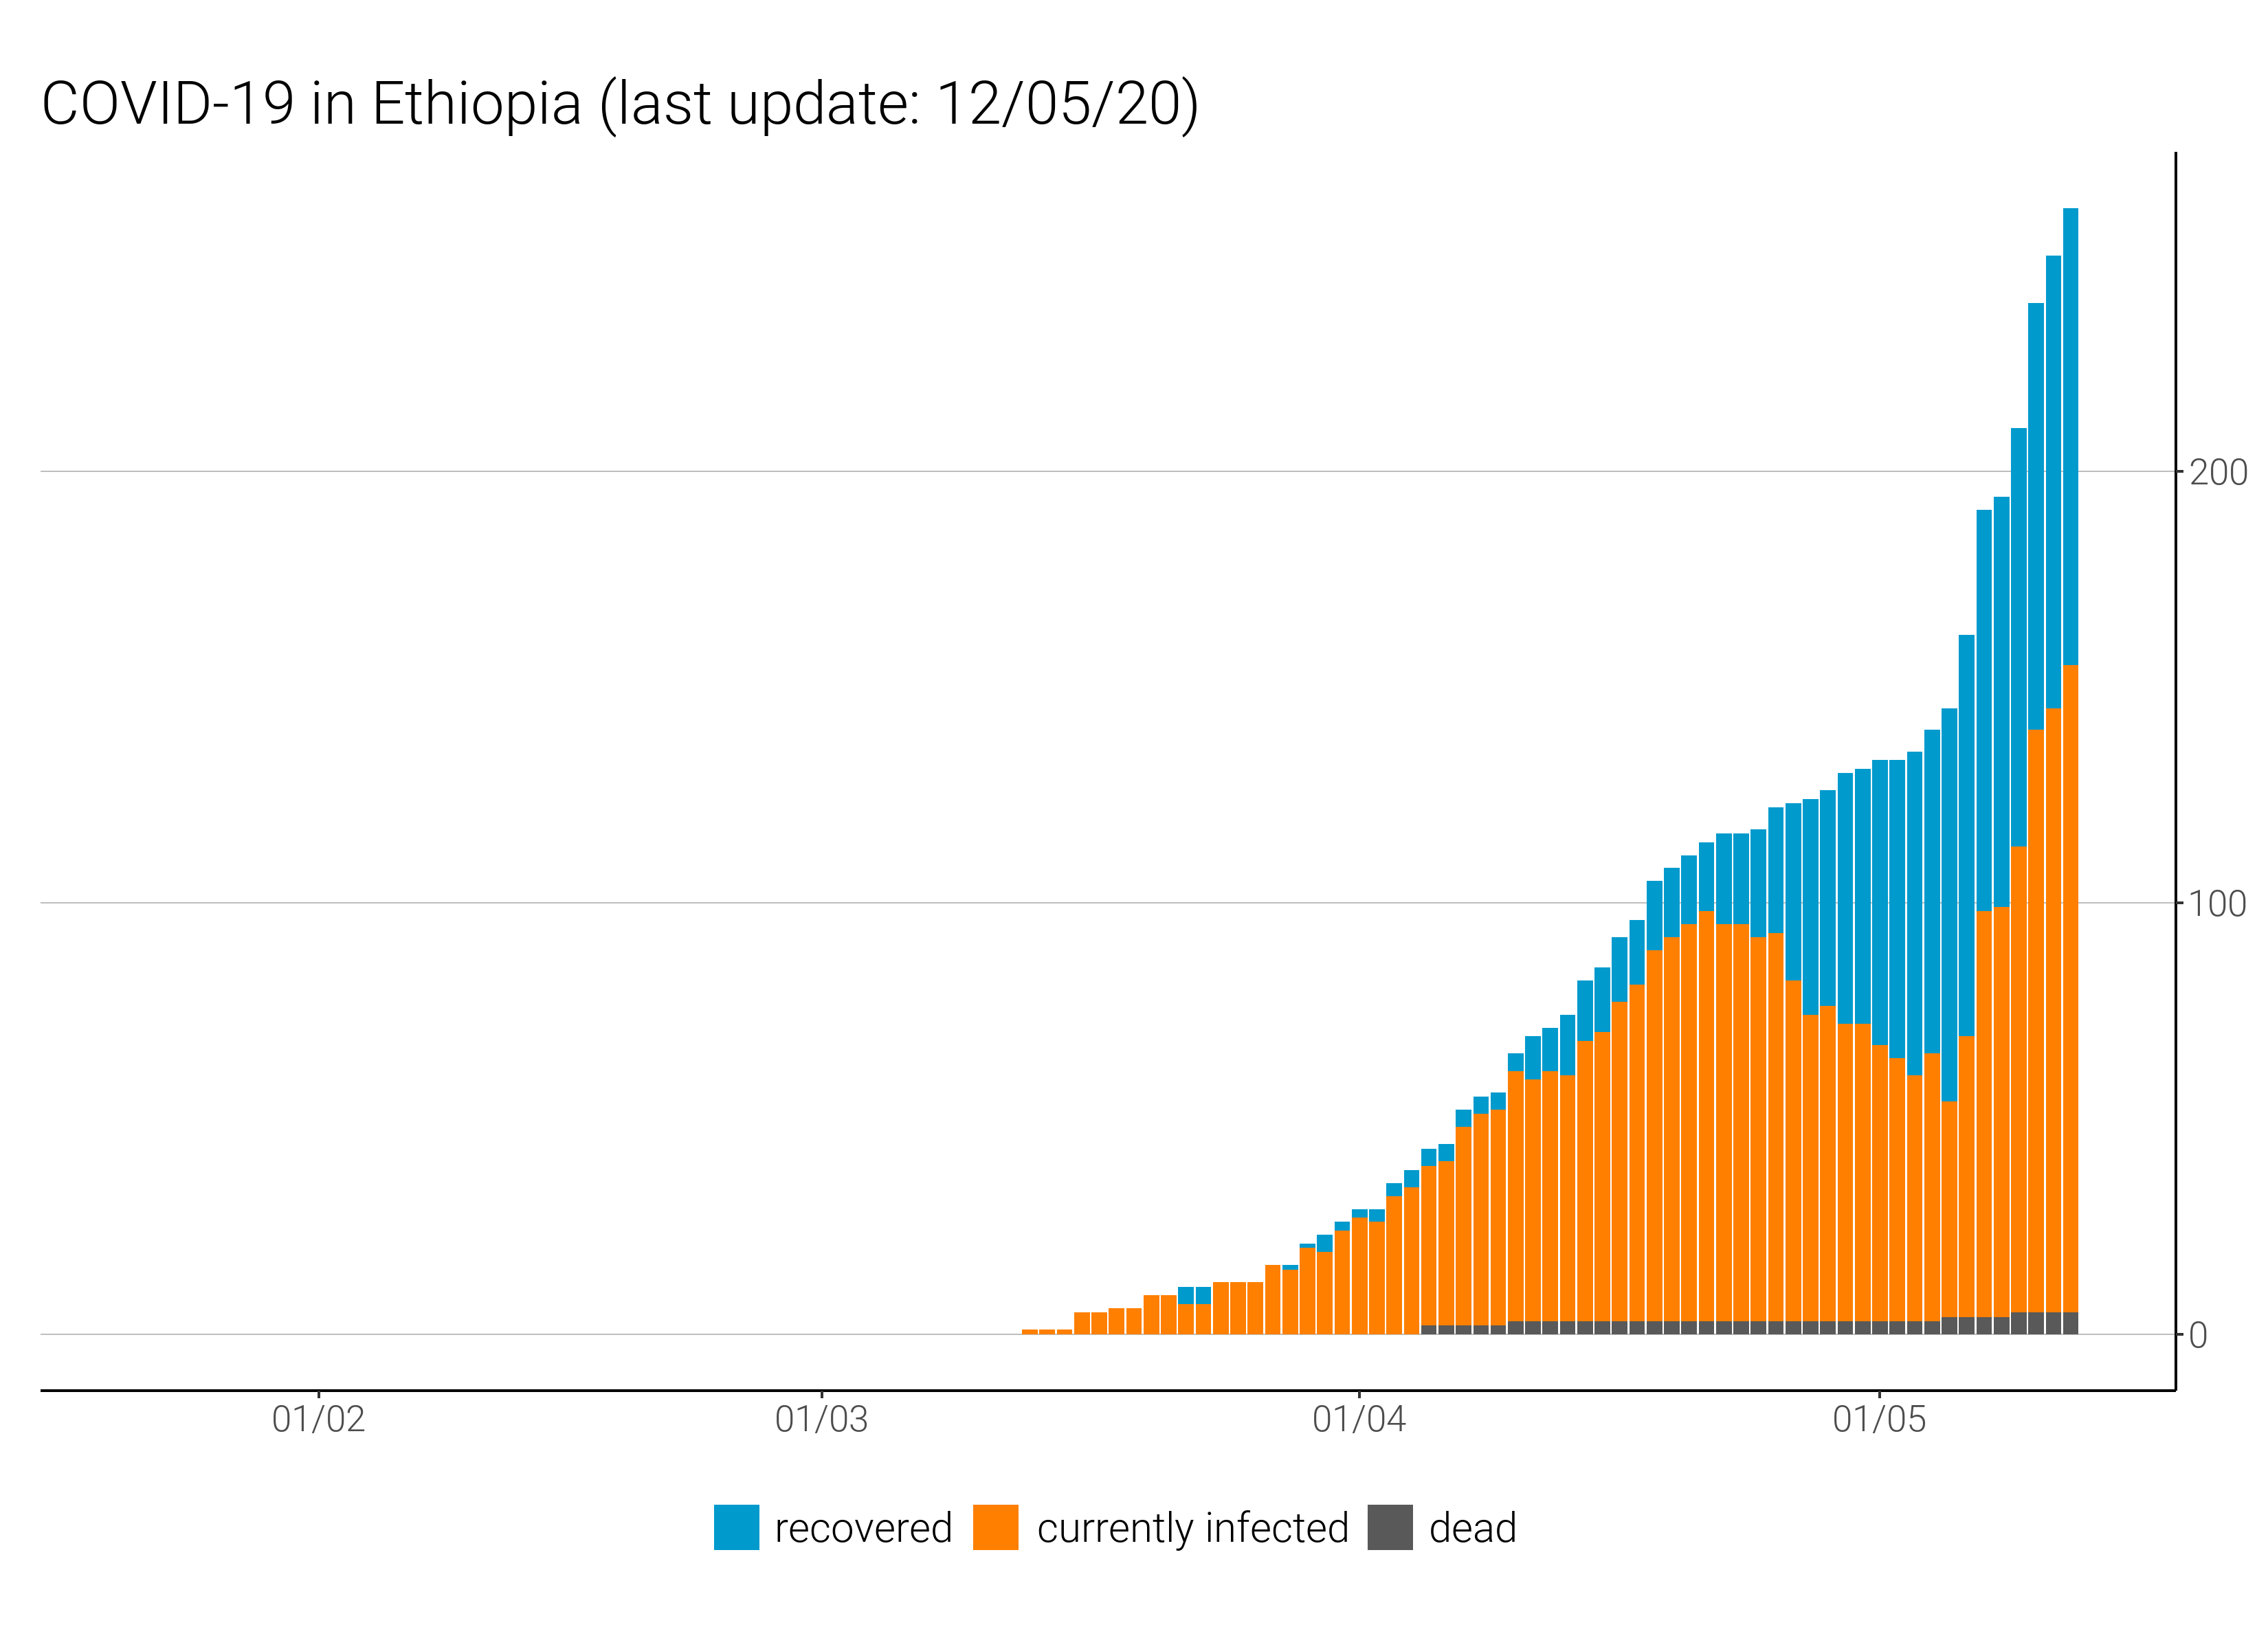 COVID-19 in Ethiopia (last update: 12/05/20)
200
100
0
01/02 01/03 01/04 01/05
recovered currently infected dead